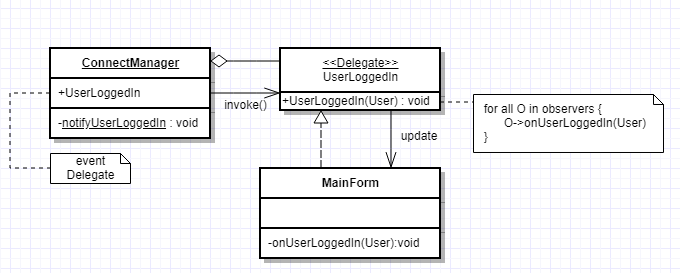 ConnectManager
+UserLoggedIn
-notifyUserLoggedIn : void
event
Delegate
invoke()
<<Delegate>>
UserLoggedIn
+UserLoggedIn(User) : void
for all O in observers {
O->onUserLoggedIn(User)
}
update
MainForm
-onUserLoggedIn(User):void